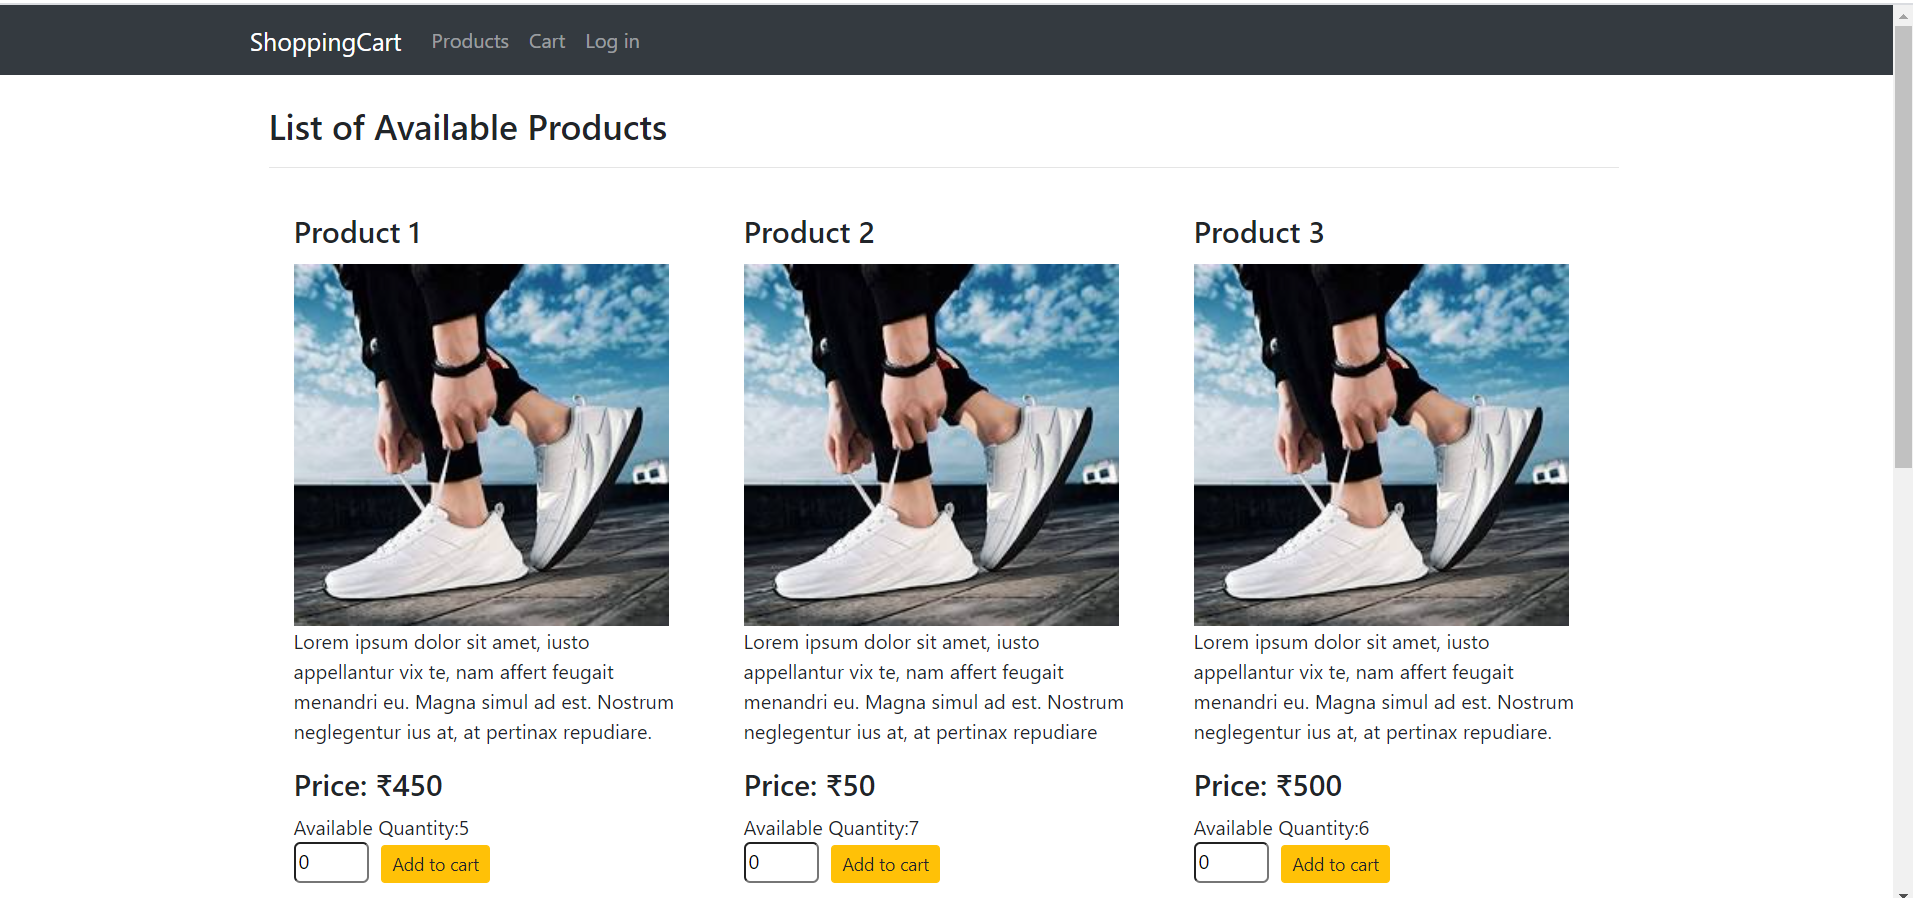 ShoppingCart Products Cart Log in
List of Available Products
Product 1
Lorem ipsum dolor sit amet, iusto
appellantur vix te, nam affert feugait
menandri eu. Magna simul ad est. Nostrum
neglegentur ius at, at pertinax repudiare.
Price: ₹450
Available Quantity:5
0 Add to cart
Product 2
Lorem ipsum dolor sit amet, iusto
appellantur vix te, nam affert feugait
menandri eu. Magna simul ad est. Nostrum
neglegentur ius at, at pertinax repudiare
Price: ₹50
Available Quantity:7
0 Add to cart
Product 3
Lorem ipsum dolor sit amet, iusto
appellantur vix te, nam affert feugait
menandri eu. Magna simul ad est. Nostrum
neglegentur ius at, at pertinax repudiare.
Price: ₹500
Available Quantity:6
0 Add to cart